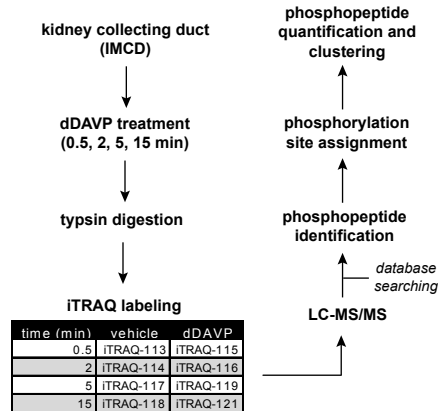 kidney collecting duct
(IMCD)
dDAVP treatment
(0.5, 2, 5, 15 min)
typsin digestion
iTRAQ labeling
time (min) vehicle dDAVP
0.5 iTRAQ-113 iTRAQ-115
2 iTRAQ-114 iTRAQ-116
5 iTRAQ-117 iTRAQ-119
15 iTRAQ-118 iTRAQ-121
LC-MS/MS
database
searching
phosphopeptide
identification
phosphorylation
site assignment
phosphopeptide
quantification and
clustering